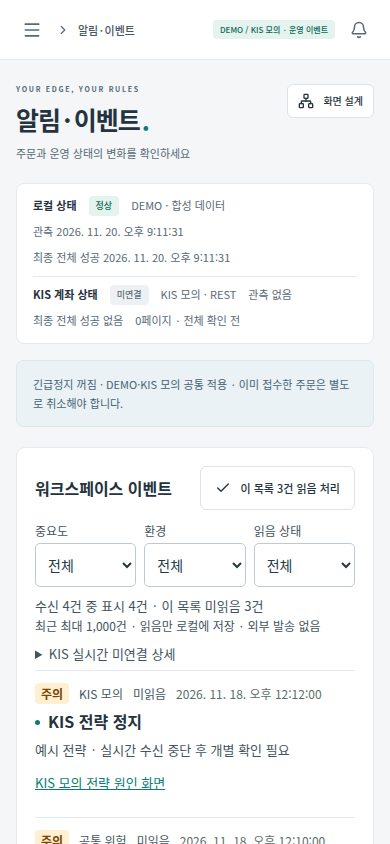 알림·이벤트
DEMO / KIS 모의 · 운영 이벤트
YOUR EDGE, YOUR RULES
알림·이벤트.
화면 설계
주문과 운영 상태의 변화를 확인하세요
로컬 상태 정상 DEMO · 합성 데이터
관측 2026. 11. 20. 오후 9:11:31
최종 전체 성공 2026. 11. 20. 오후 9:11:31
KIS 계좌 상태 미연결 KIS 모의 · REST 관측 없음
최종 전체 성공 없음 0페이지 · 전체 확인 전
긴급정지 꺼짐 · DEMO·KIS 모의 공통 적용 · 이미 접수한 주문은 별도
로 취소해야 합니다.
워크스페이스 이벤트
이 목록 3건 읽음 처리
중요도 환경 읽음 상태
전체 전체 전체
수신 4건 중 표시 4건 · 이 목록 미읽음 3건
최근 최대 1,000건 · 읽음만 로컬에 저장 · 외부 발송 없음
KIS 실시간 미연결 상세
주의 KIS 모의 미읽음 2026. 11. 18. 오후 12:12:00
KIS 전략 정지
예시 전략 · 실시간 수신 중단 후 개별 확인 필요
KIS 모의 전략 원인 화면
주의 공통 위험 미읽음 2026. 11. 18. 오후 12:10:00